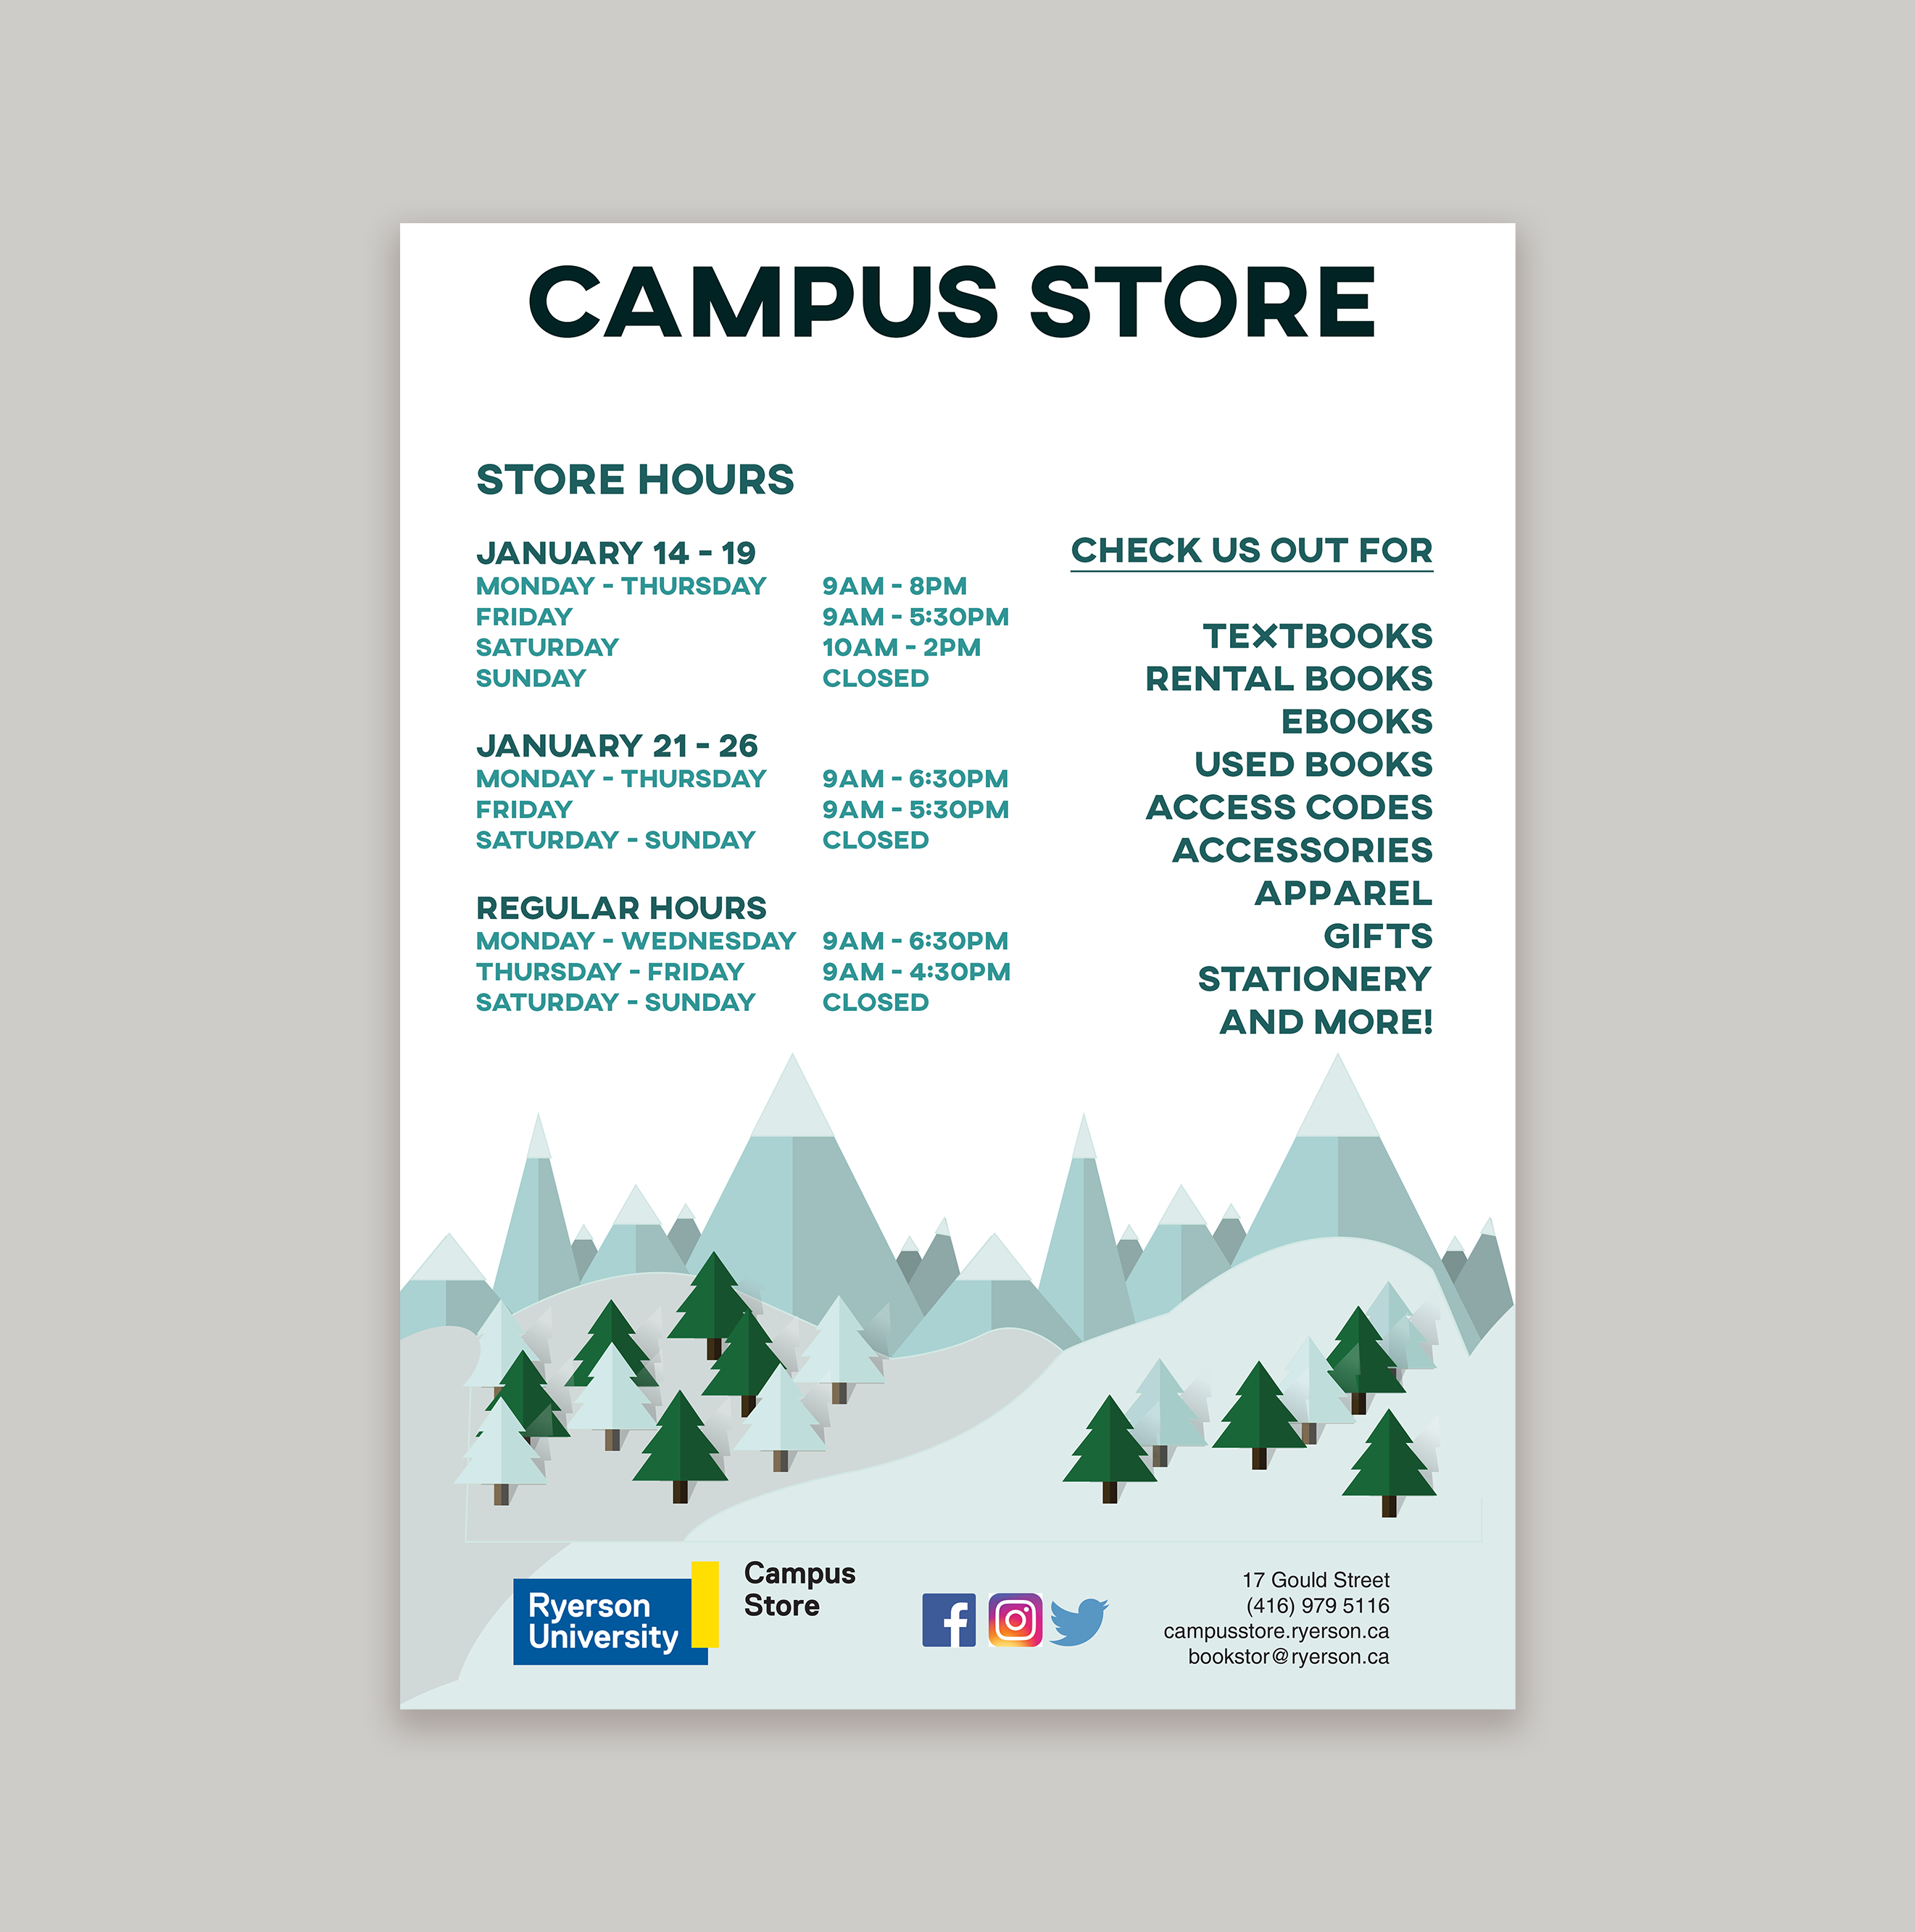 CAMPUS STORE
STORE HOURS
JANUARY 14 - 19
MONDAY - THURSDAY 9AM - 8PM
FRIDAY 9AM - 5:30PM
SATURDAY 10AM - 2PM
SUNDAY CLOSED
JANUARY 21 - 26
MONDAY - THURSDAY 9AM - 6:30PM
FRIDAY 9AM - 5:30PM
SATURDAY - SUNDAY CLOSED
REGULAR HOURS
MONDAY - WEDNESDAY 9AM - 6:30PM
THURSDAY - FRIDAY 9AM - 4:30PM
SATURDAY - SUNDAY CLOSED
CHECK US OUT FOR
TEXTBOOKS
RENTAL BOOKS
EBOOKS
USED BOOKS
ACCESS CODES
ACCESSORIES
APPAREL
GIFTS
STATIONERY
AND MORE!
Ryerson
University
Campus
Store
17 Gould Street
(416) 979 5116
campusstore.ryerson.ca
bookstor@ryerson.ca